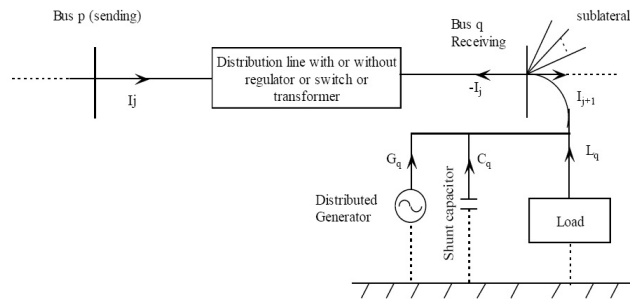 Bus p (sending)
Bus q
Receiving
sublateral
Distribution line with or without
regulator or switch or
transformer
Ij
-Ij
Ij+1
Gq
Cq
Lq
Distributed
Generator
Shunt capacitor
Load